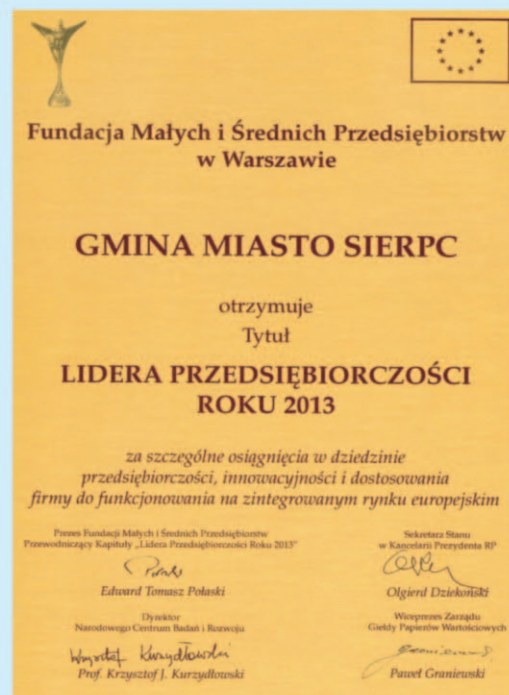 Fundacja Małych i Średnich Przedsiębiorstw
w Warszawie
GMINA MIASTO SIERPC
otrzymuje
Tytuł
LIDERA PRZEDSIĘBIORCZOŚCI
ROKU 2013
za szczególne osiągnięcia w dziedzinie
przedsiębiorczości, innowacyjności i dostosowania
firmy do funkcjonowania na zintegrowanym rynku europejskim
Prezes Fundacji Małych i Średnich Przedsiębiorstw
Przewodniczący Kapituły „Lidera Przedsiębiorczości Roku 2013”
Edward Tomasz Połaski
Sekretarz Stanu
w Kancelarii Prezydenta RP
Olgierd Dziekoński
Dyrektor
Narodowego Centrum Badań i Rozwoju
Krzysztof Kurzydłowski
Prof. Krzysztof J. Kurzydłowski
Wiceprezes Zarządu
Giełdy Papierów Wartościowych
Paweł Graniewski